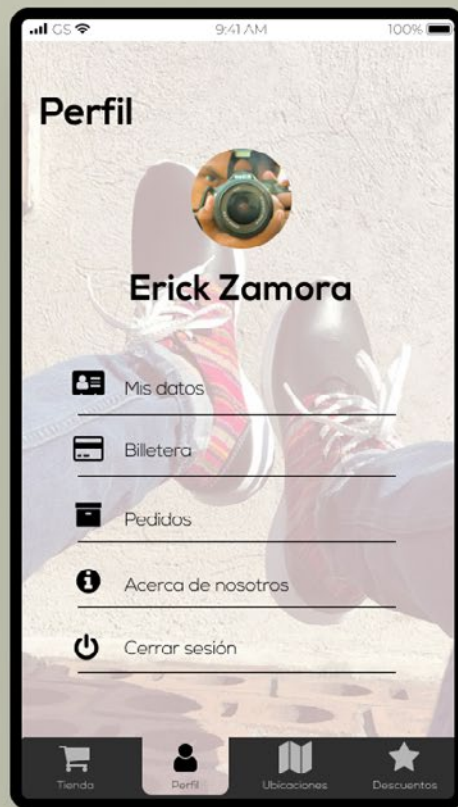 GS 9:41 AM 100%
Perfil
Erick Zamora
Mis datos
Billetera
Pedidos
Acerca de nosotros
Cerrar sesión
Tienda Perfil Ubicaciones Descuentos